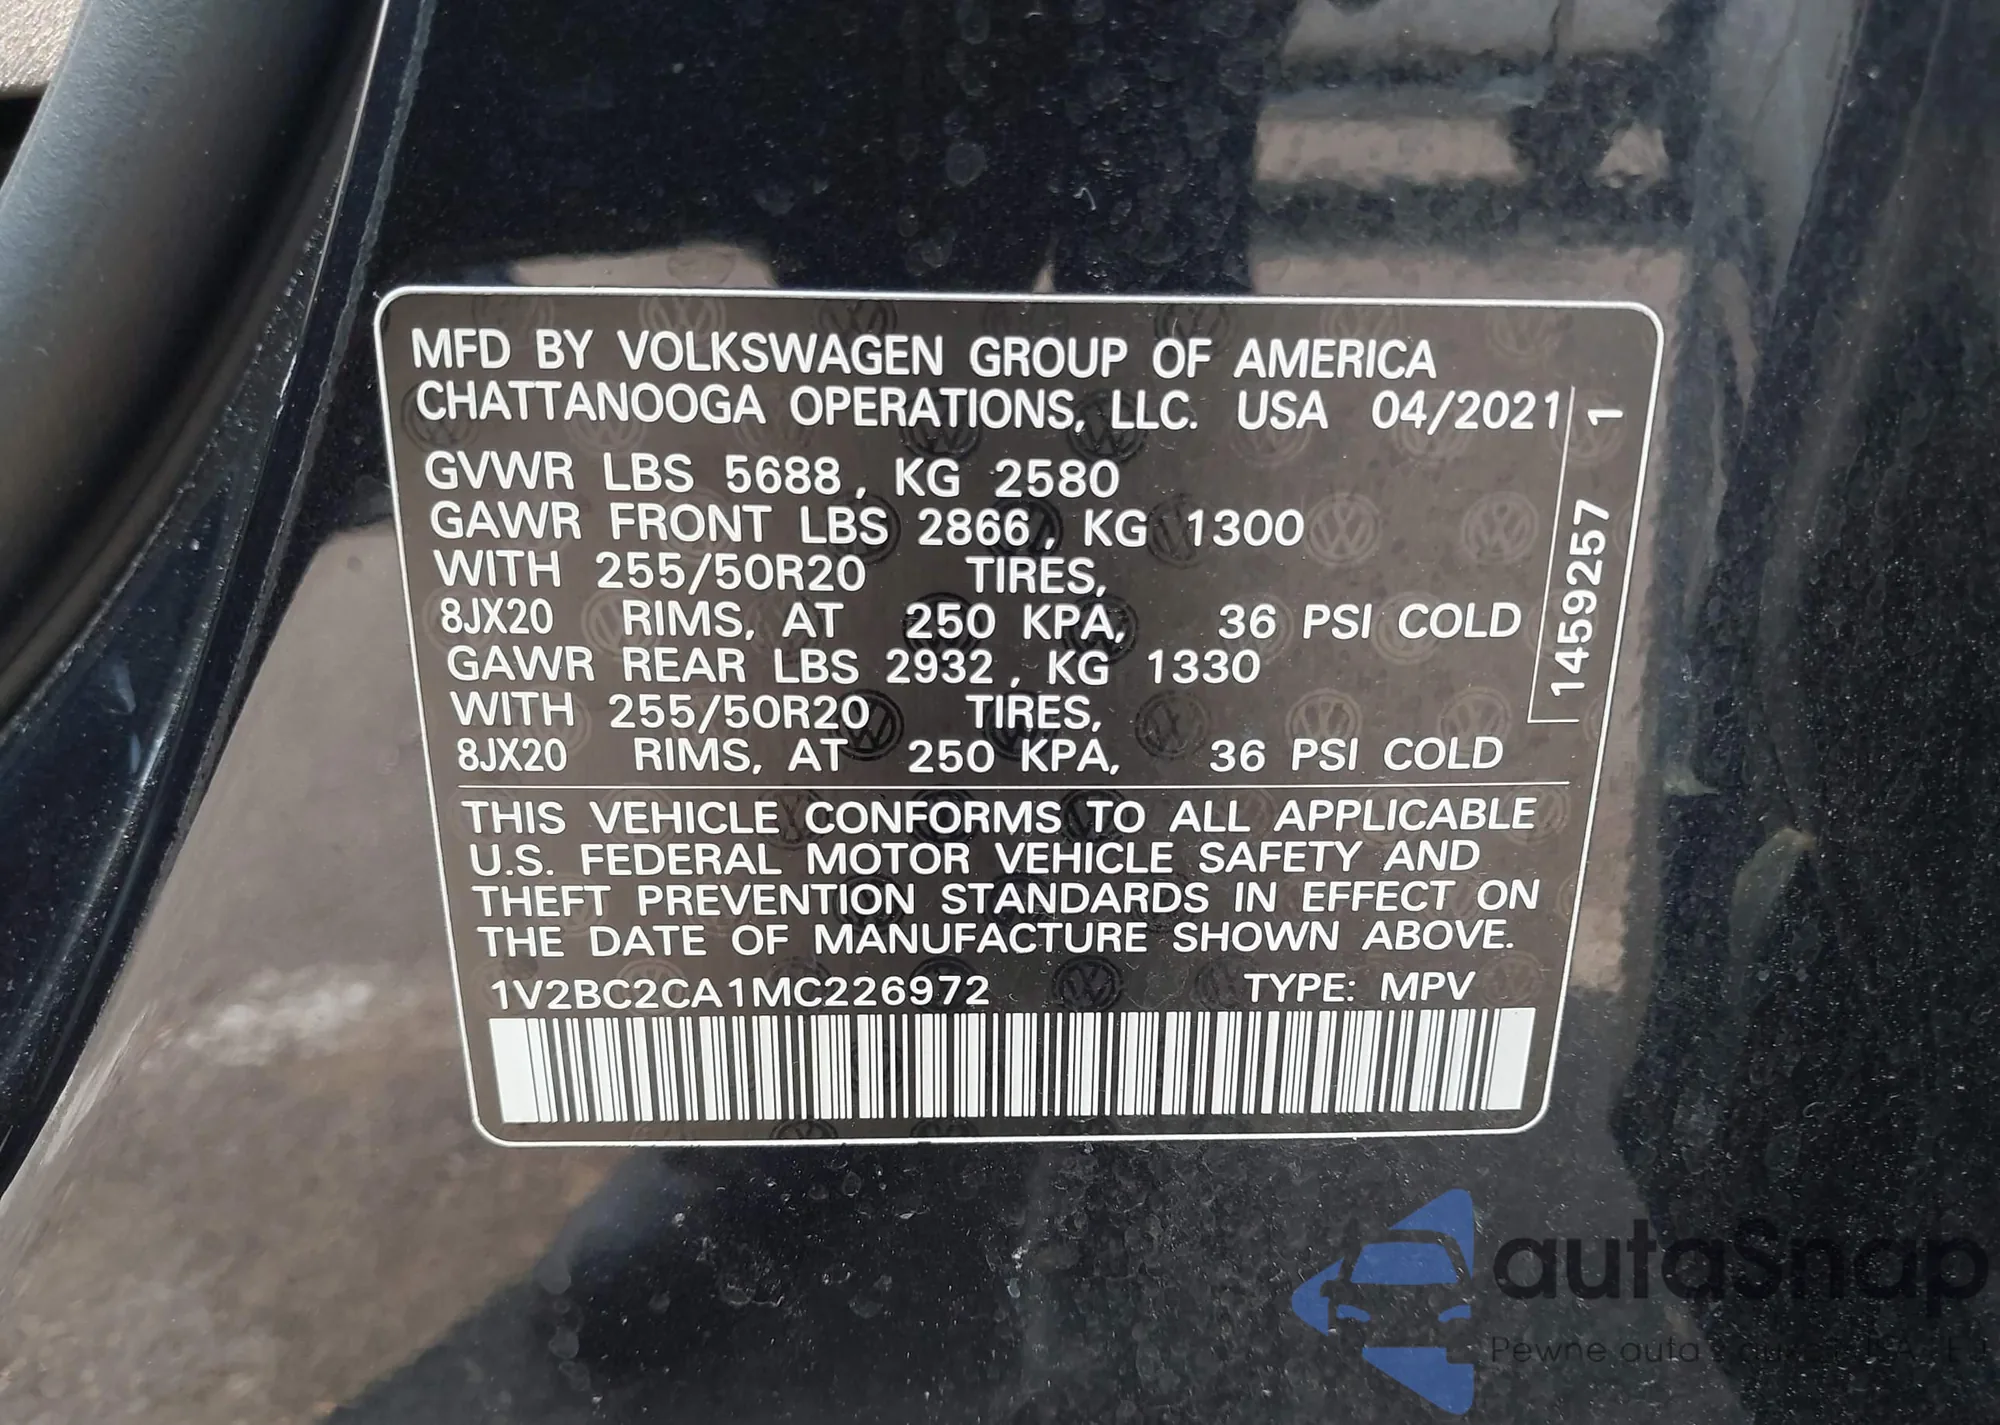 MFD BY VOLKSWAGEN GROUP OF AMERICA
CHATTANOOGA OPERATIONS, LLC. USA 04/2021
GVWR LBS 5688, KG 2580
GAWR FRONT LBS 2866, KG 1300
WITH 255/50R20 TIRES,
8JX20 RIMS, AT 250 KPA, 36 PSI COLD
GAWR REAR LBS 2932, KG 1330
WITH 255/50R20 TIRES,
8JX20 RIMS, AT 250 KPA, 36 PSI COLD
THIS VEHICLE CONFORMS TO ALL APPLICABLE
U.S. FEDERAL MOTOR VEHICLE SAFETY AND
THEFT PREVENTION STANDARDS IN EFFECT ON
THE DATE OF MANUFACTURE SHOWN ABOVE.
1V2BC2CA1MC226972 TYPE: MPV
1459257 1
autaSnap
Pewne auta z